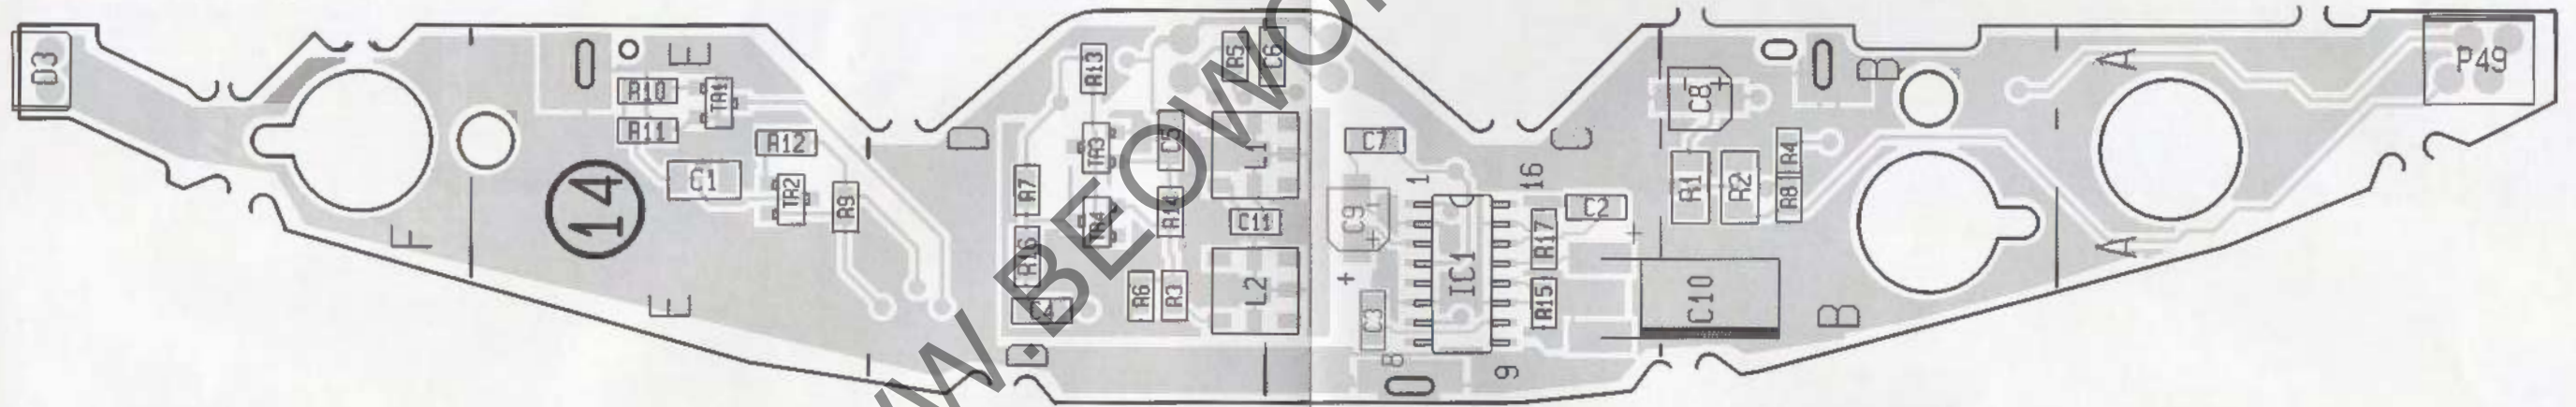 D3
E
R10
TR1
R11
R12
C1
TR2
R9
14
F
E
D
R13
R5
C6
TR3
C5
L1
R7
TR4
R14
C11
R16
R6
R3
L2
C4
D
C7
1
16
C
C9
+
IC1
R17
C2
+
C3
R15
8
9
C8
+
B
A
P49
R1
R2
R4
R8
C10
B
A
WWW.BEOWOR